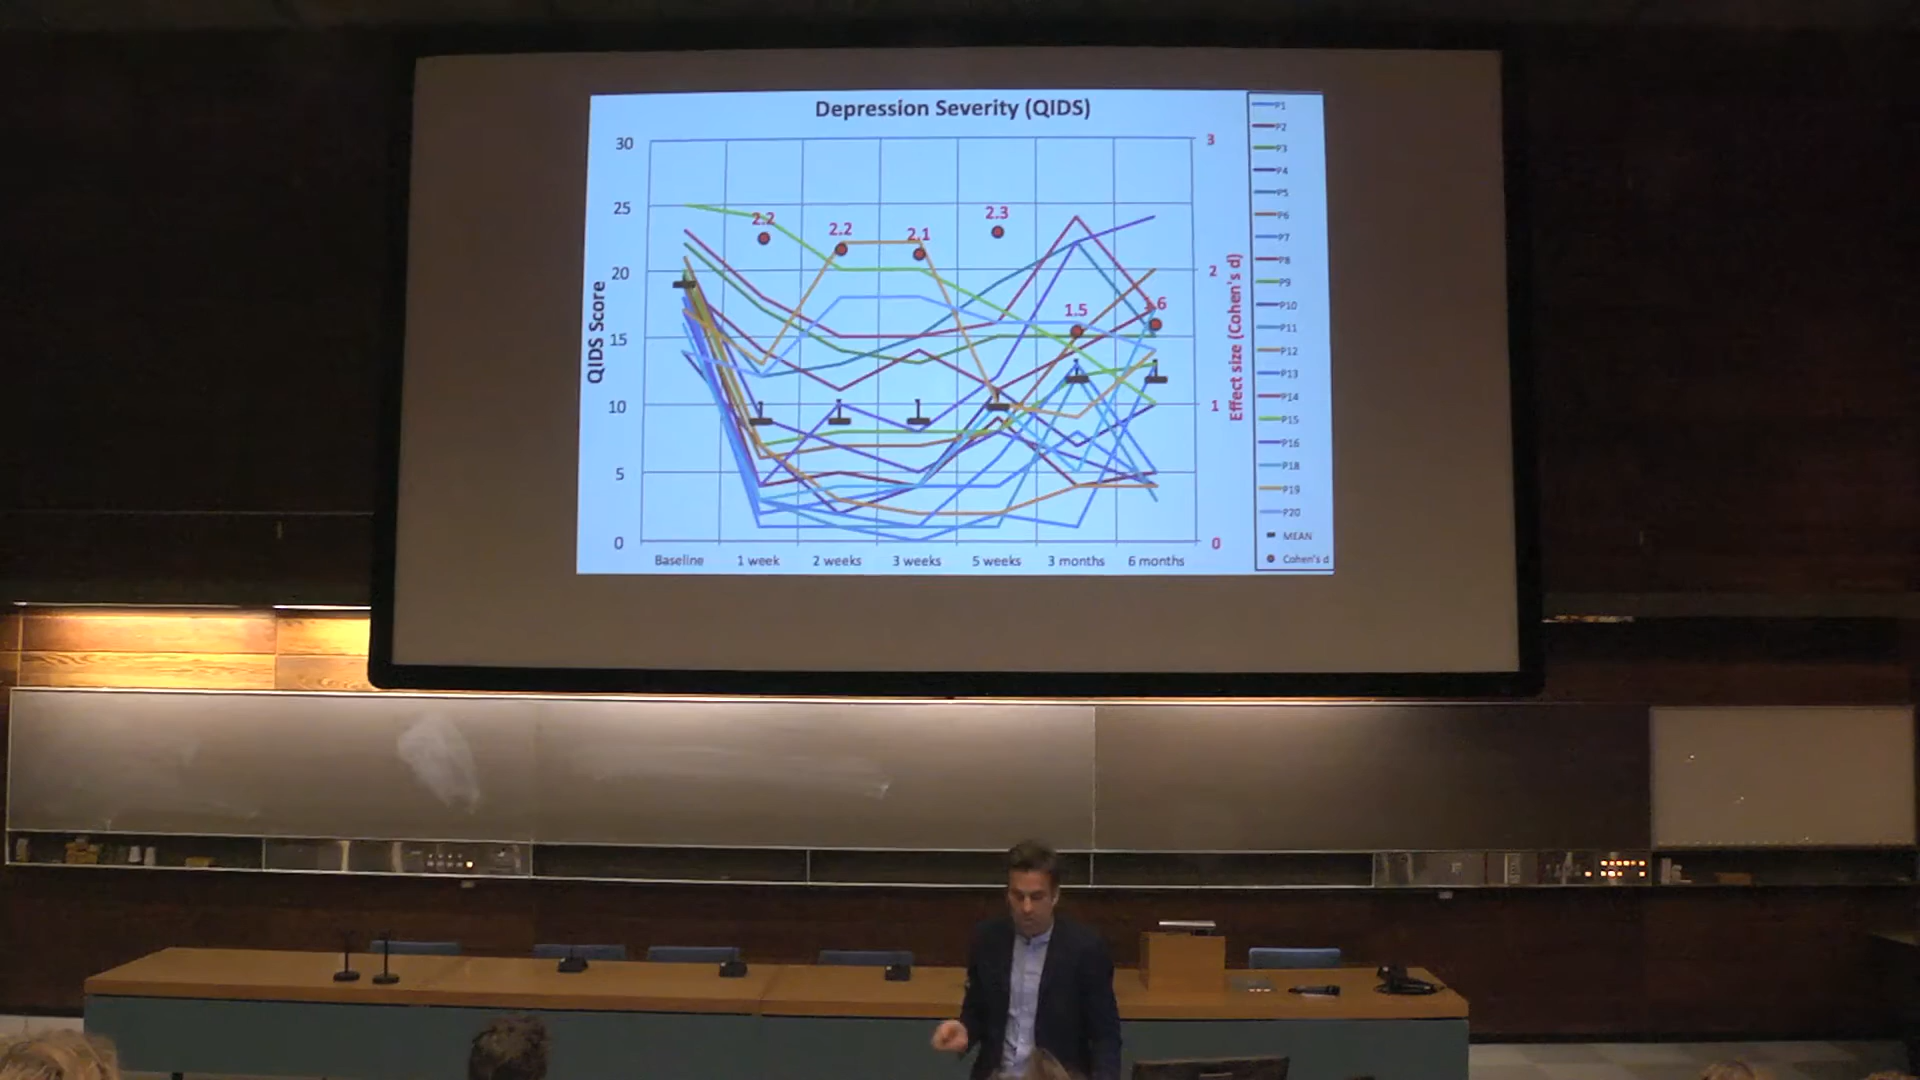 Depression Severity (QIDS)
30
25
20
15
10
5
0
QIDS Score
2.2
2.2
2.1
2.3
1.5
1.6
3
2
1
0
Effect size (Cohen's d)
Baseline
1 week
2 weeks
3 weeks
5 weeks
3 months
6 months
P1
P2
P3
P4
P5
P6
P7
P8
P9
P10
P11
P12
P13
P14
P15
P16
P18
P19
P20
MEAN
Cohen's d